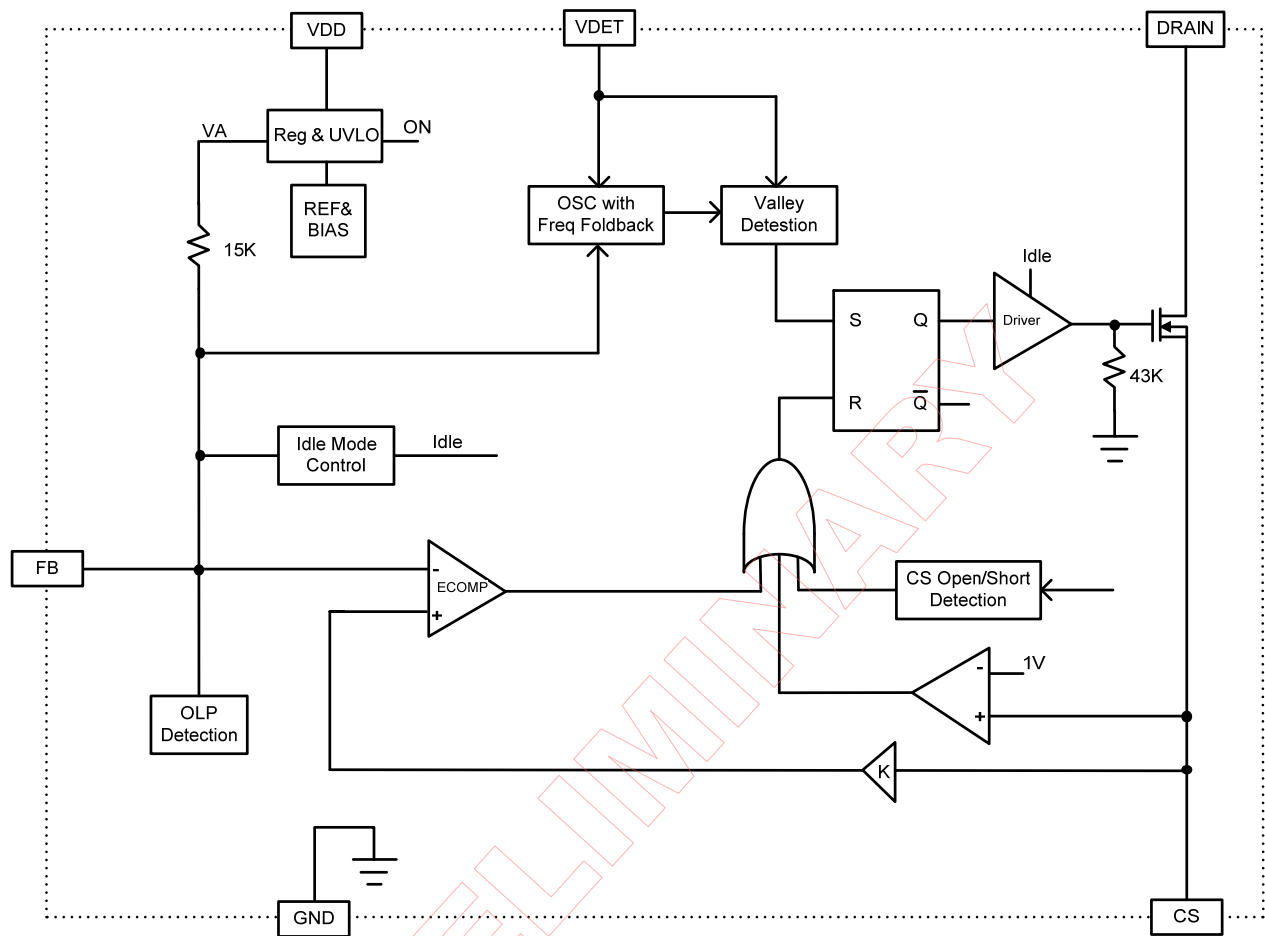 VDD
VDET
DRAIN
VA
Reg & UVLO
ON
REF&
BIAS
15K
OSC with
Freq Foldback
Valley
Detestion
Idle
S
Q
Driver
R
Q̅
43K
Idle Mode
Control
Idle
FB
-
ECOMP
+
CS Open/Short
Detection
OLP
Detection
-
1V
+
K
GND
CS
ELIMINARY